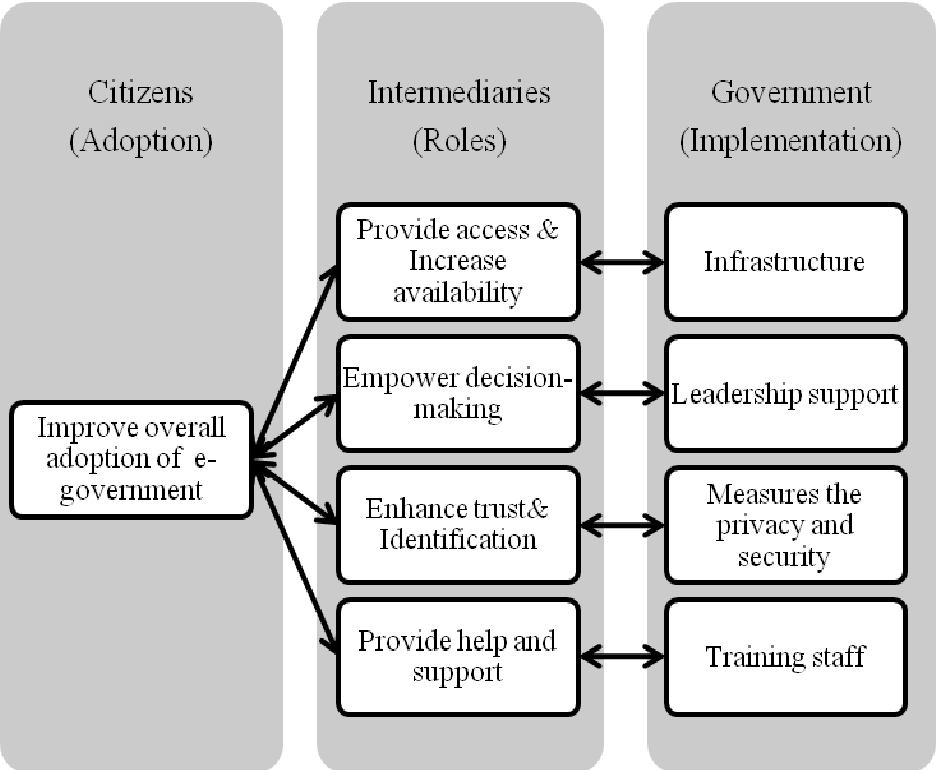 Citizens
(Adoption)
Improve overall
adoption of e-
government
Intermediaries
(Roles)
Provide access &
Increase
availability
Empower decision-
making
Enhance trust&
Identification
Provide help and
support
Government
(Implementation)
Infrastructure
Leadership support
Measures the
privacy and
security
Training staff